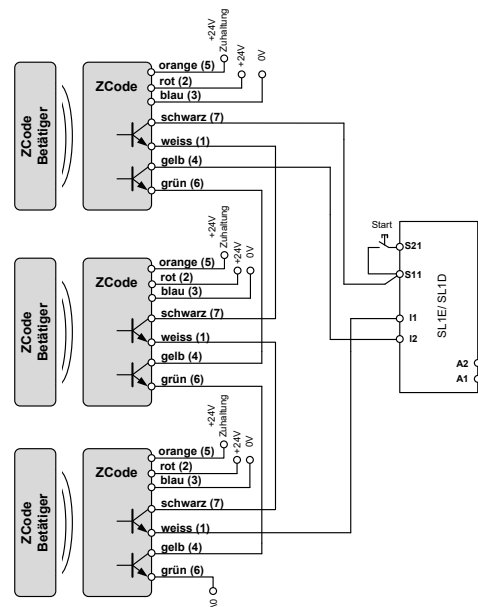 ZCode
Betätiger
ZCode
orange (5)
rot (2)
blau (3)
schwarz (7)
weiss (1)
gelb (4)
grün (6)
+24V
Zuhaltung
+24V
0V
ZCode
Betätiger
ZCode
orange (5)
rot (2)
blau (3)
schwarz (7)
weiss (1)
gelb (4)
grün (6)
+24V
Zuhaltung
+24V
0V
ZCode
Betätiger
ZCode
orange (5)
rot (2)
blau (3)
schwarz (7)
weiss (1)
gelb (4)
grün (6)
+24V
Zuhaltung
+24V
0V
Start
S21
S11
I1
I2
SL1E/ SL1D
A2
A1